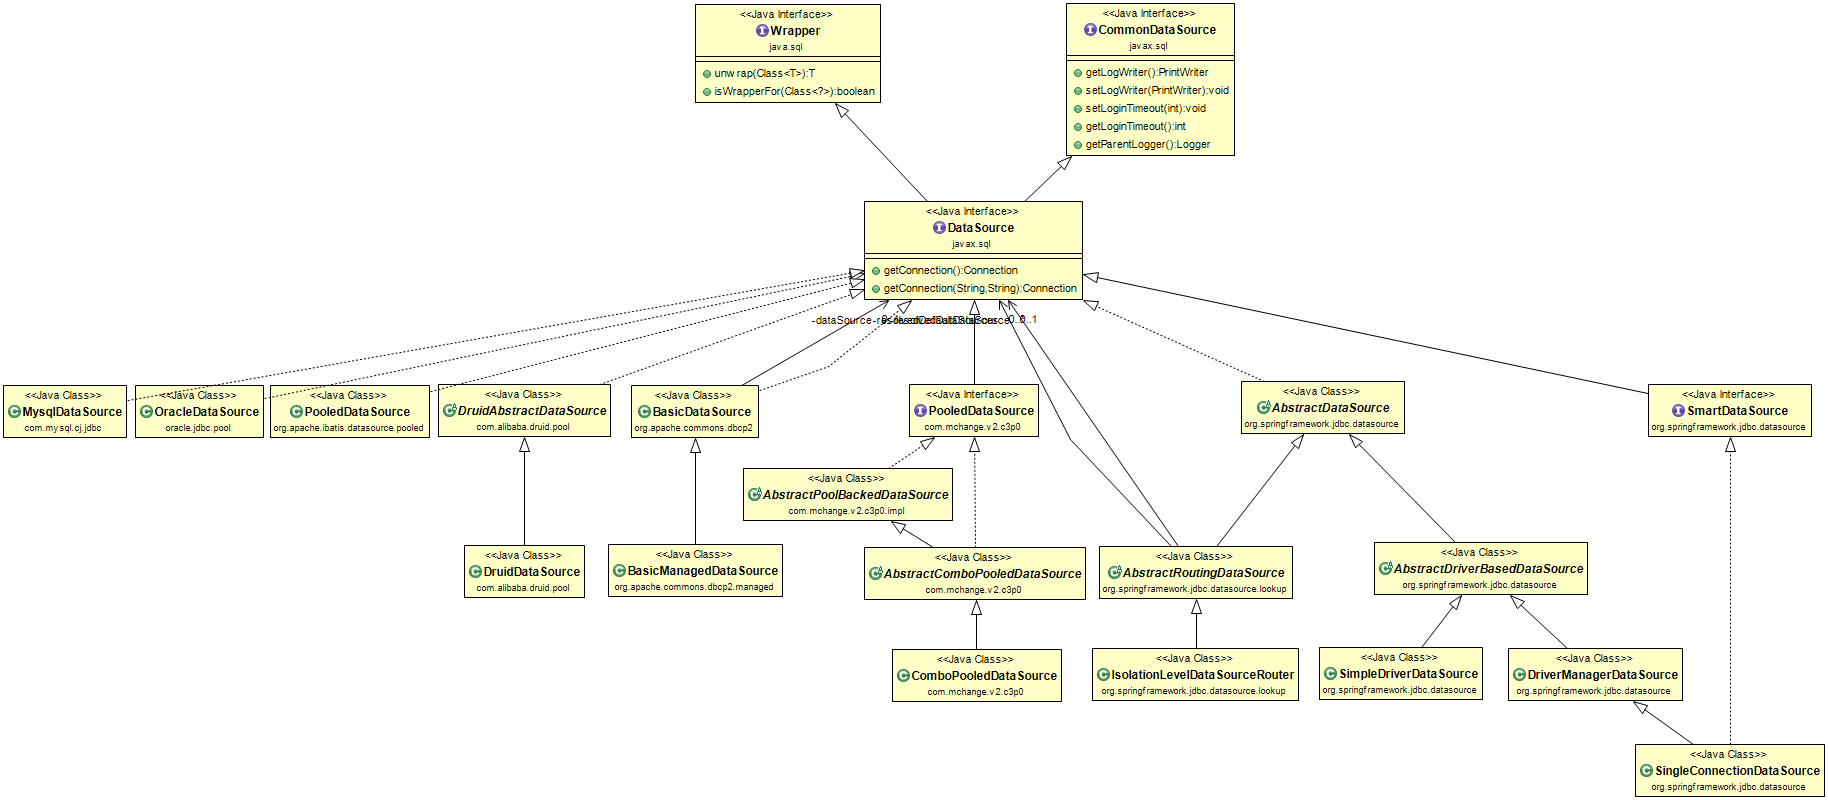 <<Java Interface>>
Wrapper
java.sql
unwrap(Class<T>):T
isWrapperFor(Class<?>):boolean
<<Java Interface>>
CommonDataSource
javax.sql
getLogWriter():PrintWriter
setLogWriter(PrintWriter):void
setLoginTimeout(int):void
getLoginTimeout():int
getParentLogger():Logger
<<Java Interface>>
DataSource
javax.sql
getConnection():Connection
getConnection(String,String):Connection
-dataSource
0..1
<<Java Class>>
MysqlDataSource
com.mysql.cj.jdbc
<<Java Class>>
OracleDataSource
oracle.jdbc.pool
<<Java Class>>
PooledDataSource
org.apache.ibatis.datasource.pooled
<<Java Class>>
DruidAbstractDataSource
com.alibaba.druid.pool
<<Java Class>>
BasicDataSource
org.apache.commons.dbcp2
<<Java Interface>>
PooledDataSource
com.mchange.v2.c3p0
<<Java Class>>
AbstractDataSource
org.springframework.jdbc.datasource
<<Java Interface>>
SmartDataSource
org.springframework.jdbc.datasource
<<Java Class>>
AbstractPoolBackedDataSource
com.mchange.v2.c3p0.impl
<<Java Class>>
DruidDataSource
com.alibaba.druid.pool
<<Java Class>>
BasicManagedDataSource
org.apache.commons.dbcp2.managed
<<Java Class>>
AbstractComboPooledDataSource
com.mchange.v2.c3p0
<<Java Class>>
AbstractRoutingDataSource
org.springframework.jdbc.datasource.lookup
<<Java Class>>
AbstractDriverBasedDataSource
org.springframework.jdbc.datasource
<<Java Class>>
ComboPooledDataSource
com.mchange.v2.c3p0
<<Java Class>>
IsolationLevelDataSourceRouter
org.springframework.jdbc.datasource.lookup
<<Java Class>>
SimpleDriverDataSource
org.springframework.jdbc.datasource
<<Java Class>>
DriverManagerDataSource
org.springframework.jdbc.datasource
<<Java Class>>
SingleConnectionDataSource
org.springframework.jdbc.datasource